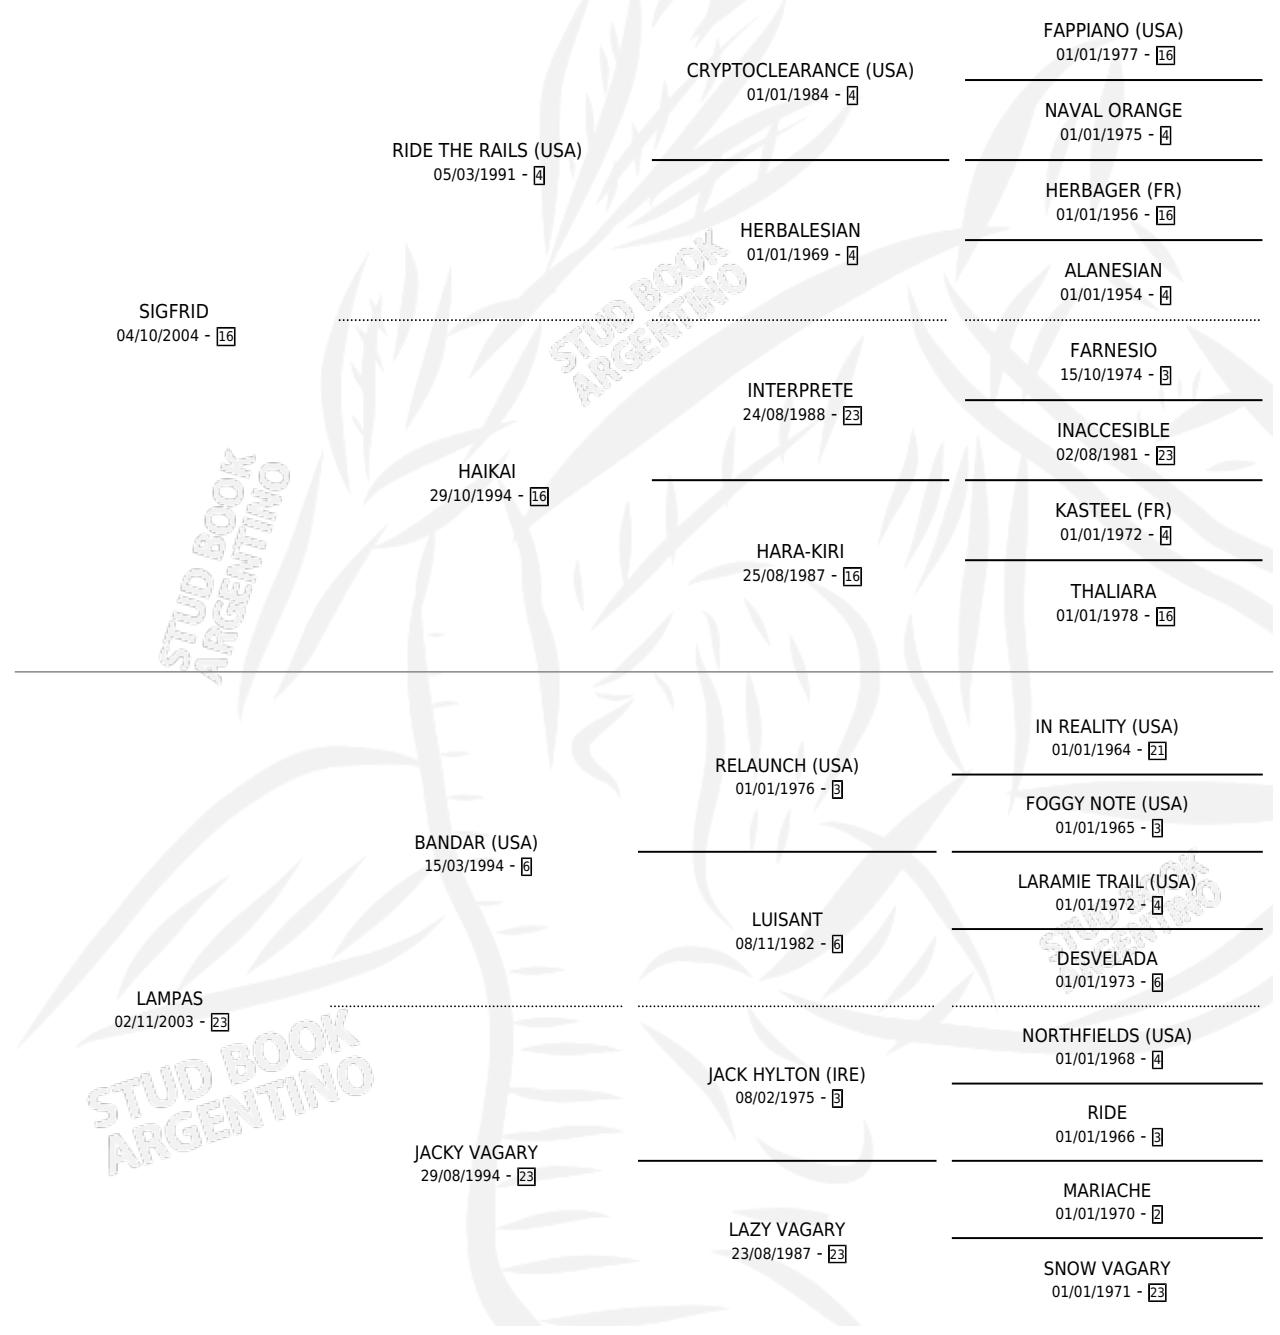 FAPPIANO (USA)
01/01/1977 - 16
CRYPTOCLEARANCE (USA)
01/01/1984 - 4
NAVAL ORANGE
01/01/1975 - 4
RIDE THE RAILS (USA)
05/03/1991 - 4
HERBAGER (FR)
01/01/1956 - 16
HERBALESIAN
01/01/1969 - 4
ALANESIAN
01/01/1954 - 4
STUD BOOK
ARGENTINO
SIGFRID
04/10/2004 - 16
FARNESIO
15/10/1974 - 3
INTERPRETE
24/08/1988 - 23
INACCESIBLE
02/08/1981 - 23
HAIKAI
29/10/1994 - 16
KASTEEL (FR)
01/01/1972 - 4
HARA-KIRI
25/08/1987 - 16
THALIARA
01/01/1978 - 16
STUD BOOK
ARGENTINO
IN REALITY (USA)
01/01/1964 - 21
RELAUNCH (USA)
01/01/1976 - 3
FOGGY NOTE (USA)
01/01/1965 - 3
BANDAR (USA)
15/03/1994 - 6
LARAMIE TRAIL (USA)
01/01/1972 - 4
LUISANT
08/11/1982 - 6
DESVELADA
01/01/1973 - 6
STUD BOOK
ARGENTINO
LAMPAS
02/11/2003 - 23
NORTHFIELDS (USA)
01/01/1968 - 4
JACK HYLTON (IRE)
08/02/1975 - 3
RIDE
01/01/1966 - 3
STUD BOOK
ARGENTINO
JACKY VAGARY
29/08/1994 - 23
MARIACHE
01/01/1970 - 2
LAZY VAGARY
23/08/1987 - 23
SNOW VAGARY
01/01/1971 - 23